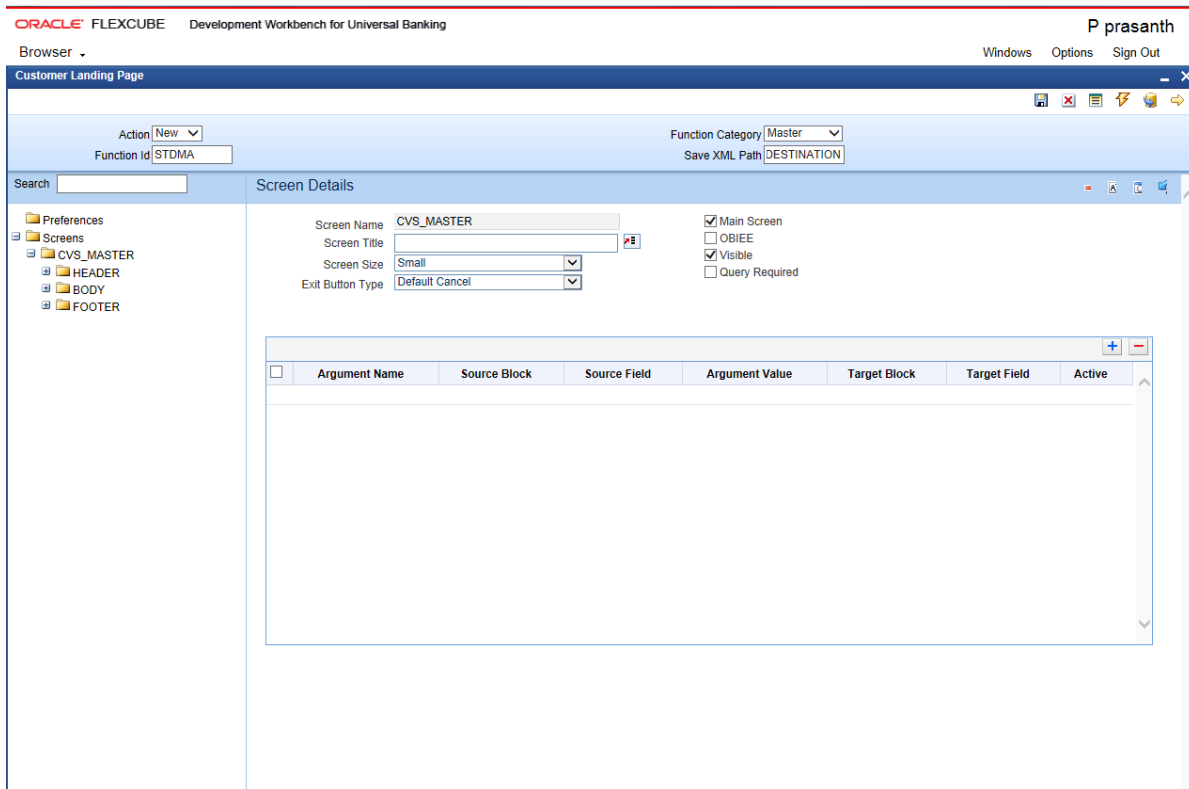 ORACLE FLEXCUBE Development Workbench for Universal Banking
P prasanth
Browser
Windows Options Sign Out
Customer Landing Page
Action New
Function Category Master
Function Id STDMA
Save XML Path DESTINATION
Search
Screen Details
Preferences
Screens
CVS_MASTER
HEADER
BODY
FOOTER
Screen Name CVS_MASTER
Screen Title
Screen Size Small
Exit Button Type Default Cancel
Main Screen
OBIEE
Visible
Query Required
Argument Name Source Block Source Field Argument Value Target Block Target Field Active